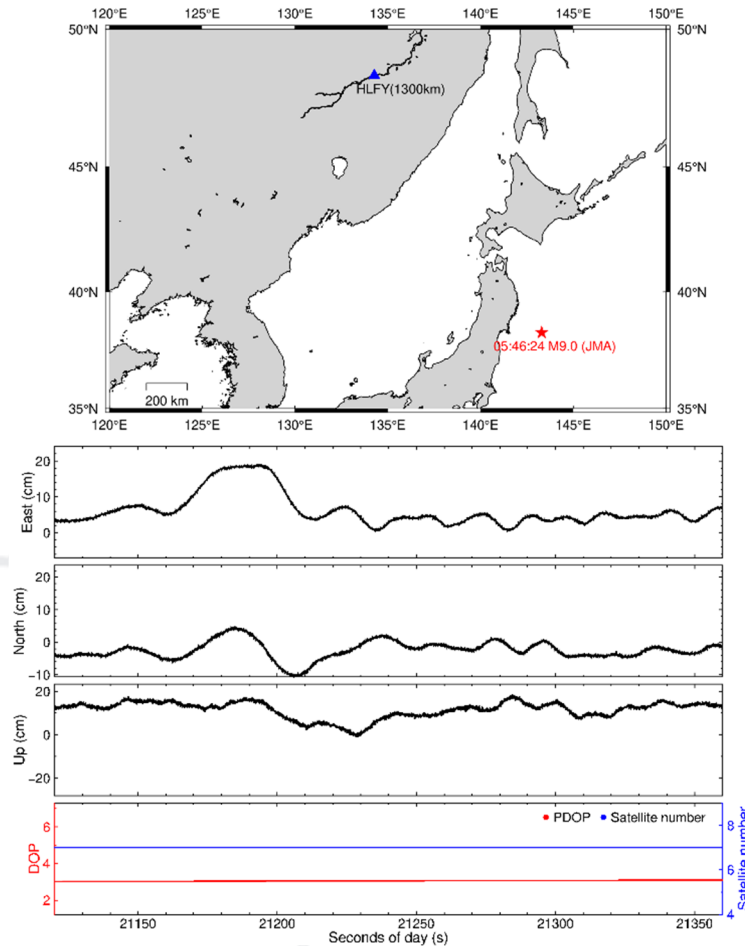 120°E 125°E 130°E 135°E 140°E 145°E 150°E
50°N 50°N
HLFY(1300km)
45°N 45°N
40°N 40°N
05:46:24 M9.0 (JMA)
200 km
35°N 35°N
120°E 125°E 130°E 135°E 140°E 145°E 150°E
East (cm)
20
10
0
North (cm)
20
10
0
−10
Up (cm)
20
0
−20
DOP
6
4
2
PDOP Satellite number
8
6
4
Satellite number
21150 21200 21250 21300 21350
Seconds of day (s)